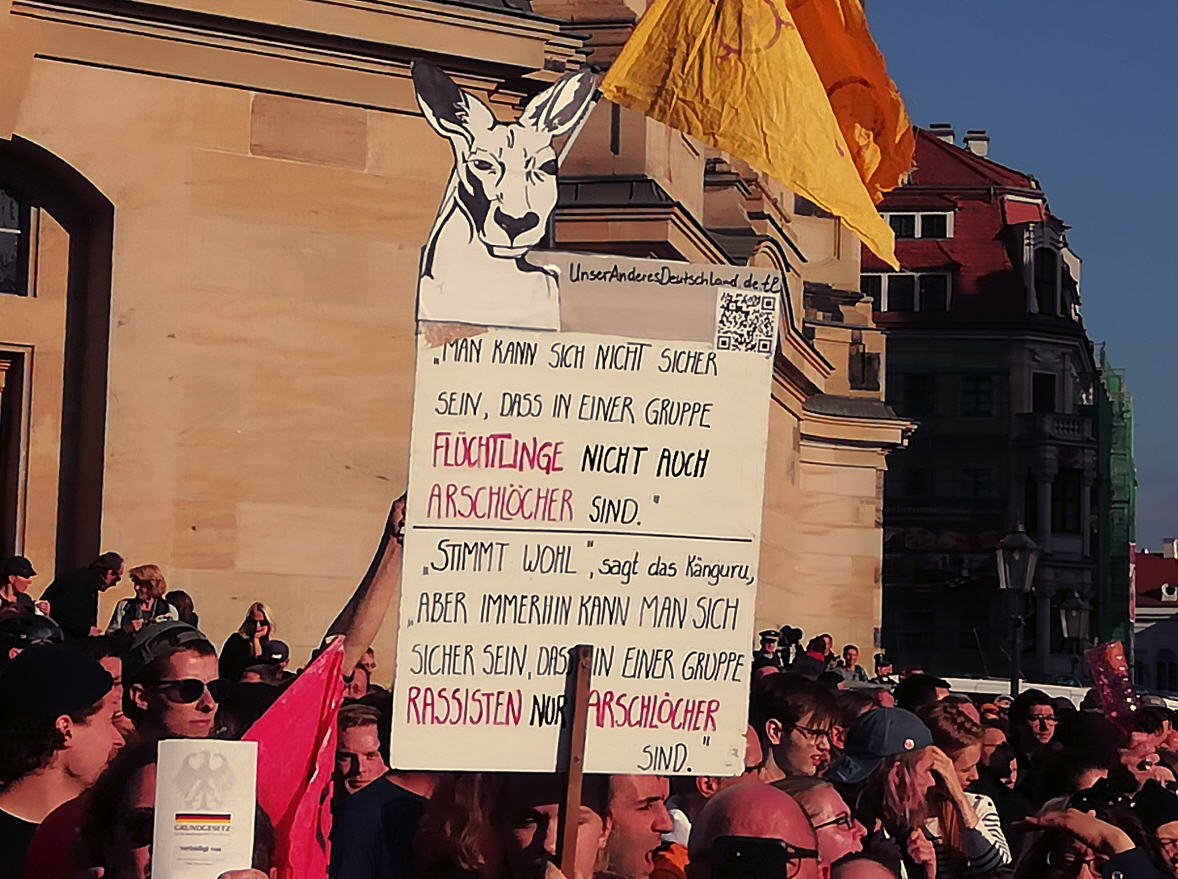 UnserAnderesDeutschland.de.tl
„MAN KANN SICH NICHT SICHER
SEIN, DASS IN EINER GRUPPE
FLÜCHTLINGE NICHT AUCH
ARSCHLÖCHER SIND."
„STIMMT WOHL", sagt das Känguru,
„ABER IMMERHIN KANN MAN SICH
SICHER SEIN, DASS IN EINER GRUPPE
RASSISTEN NUR ARSCHLÖCHER
SIND."
GRUNDGESETZ